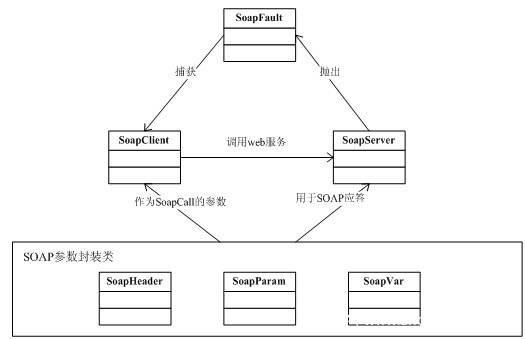 SoapFault
捕获
抛出
SoapClient
调用web服务
SoapServer
作为SoapCall的参数
用于SOAP应答
SOAP参数封装类
SoapHeader
SoapParam
SoapVar